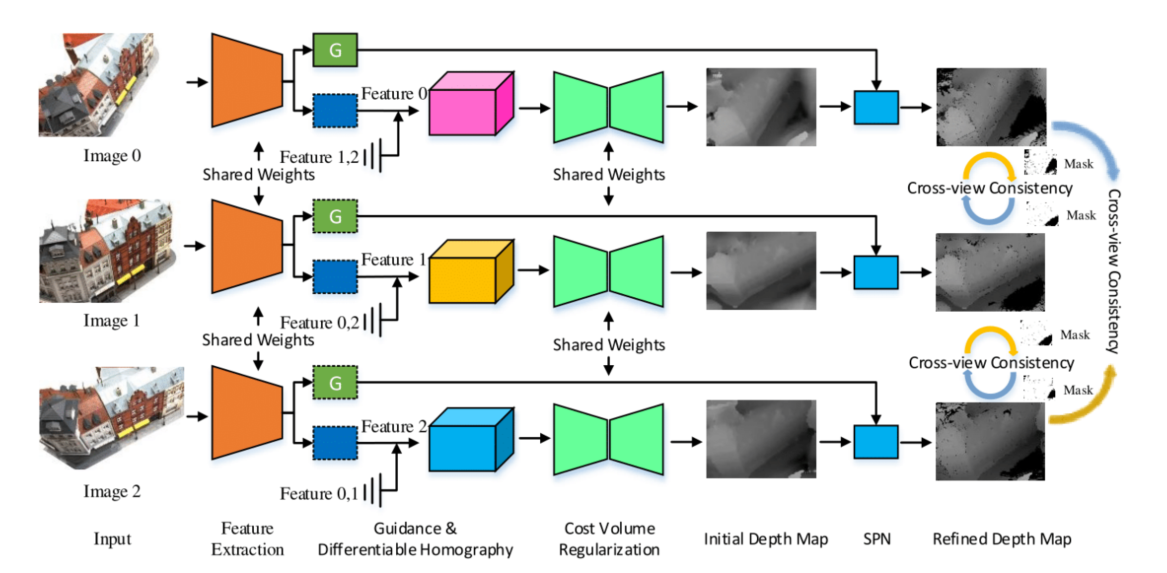 G
Feature 0
Feature 1,2
Image 0
Shared Weights
Shared Weights
Mask
Cross-view Consistency
Mask
Cross-view Consistency
G
Feature 1
Feature 0,2
Image 1
Shared Weights
Shared Weights
Mask
Cross-view Consistency
Mask
G
Feature 2
Feature 0,1
Image 2
Input
Feature
Extraction
Guidance &
Differentiable Homography
Cost Volume
Regularization
Initial Depth Map
SPN
Refined Depth Map